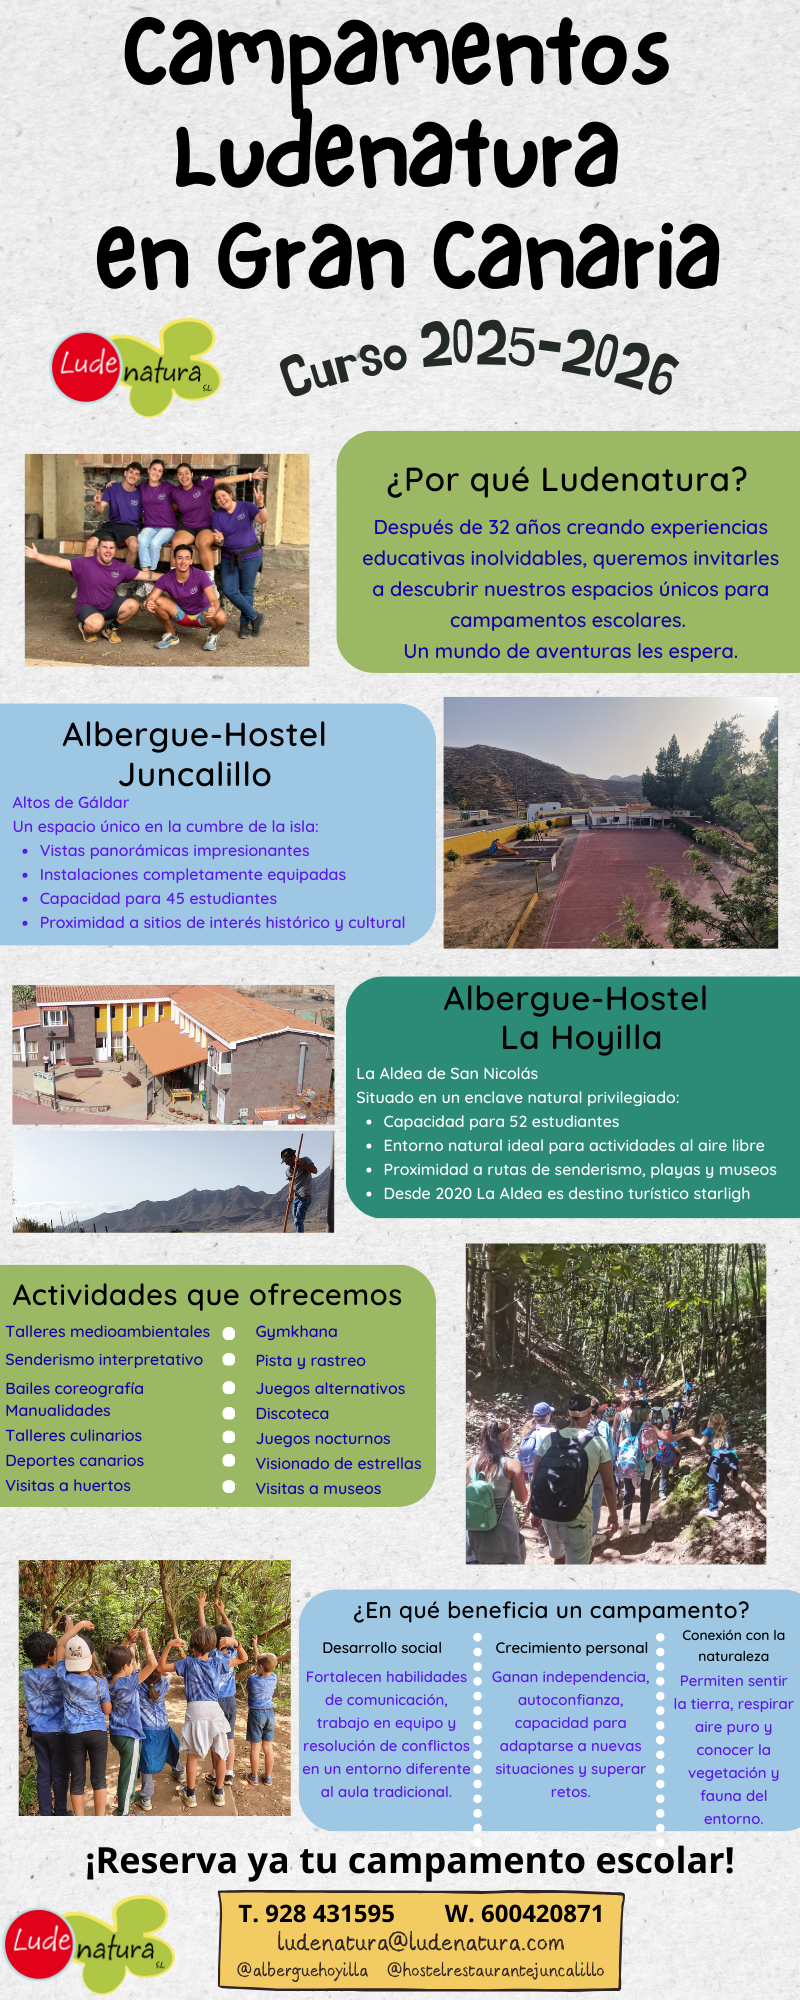 Campamentos
Ludenatura
en Gran Canaria
Lude
natura
SL
Curso 2025-2026
¿Por qué Ludenatura?
Después de 32 años creando experiencias
educativas inolvidables, queremos invitarles
a descubrir nuestros espacios únicos para
campamentos escolares.
Un mundo de aventuras les espera.
Albergue-Hostel
Juncalillo
Altos de Gáldar
Un espacio único en la cumbre de la isla:
• Vistas panorámicas impresionantes
• Instalaciones completamente equipadas
• Capacidad para 45 estudiantes
• Proximidad a sitios de interés histórico y cultural
Albergue-Hostel
La Hoyilla
La Aldea de San Nicolás
Situado en un enclave natural privilegiado:
• Capacidad para 52 estudiantes
• Entorno natural ideal para actividades al aire libre
• Proximidad a rutas de senderismo, playas y museos
• Desde 2020 La Aldea es destino turístico starligh
Actividades que ofrecemos
Talleres medioambientales
Senderismo interpretativo
Bailes coreografía
Manualidades
Talleres culinarios
Deportes canarios
Visitas a huertos
Gymkhana
Pista y rastreo
Juegos alternativos
Discoteca
Juegos nocturnos
Visionado de estrellas
Visitas a museos
¿En qué beneficia un campamento?
Desarrollo social
Fortalecen habilidades
de comunicación,
trabajo en equipo y
resolución de conflictos
en un entorno diferente
al aula tradicional.
Crecimiento personal
Ganan independencia,
autoconfianza,
capacidad para
adaptarse a nuevas
situaciones y superar
retos.
Conexión con la
naturaleza
Permiten sentir
la tierra, respirar
aire puro y
conocer la
vegetación y
fauna del
entorno.
¡Reserva ya tu campamento escolar!
Lude
natura
SL
T. 928 431595 W. 600420871
ludenatura@ludenatura.com
@alberguehoyilla @hostelrestaurantejuncalillo